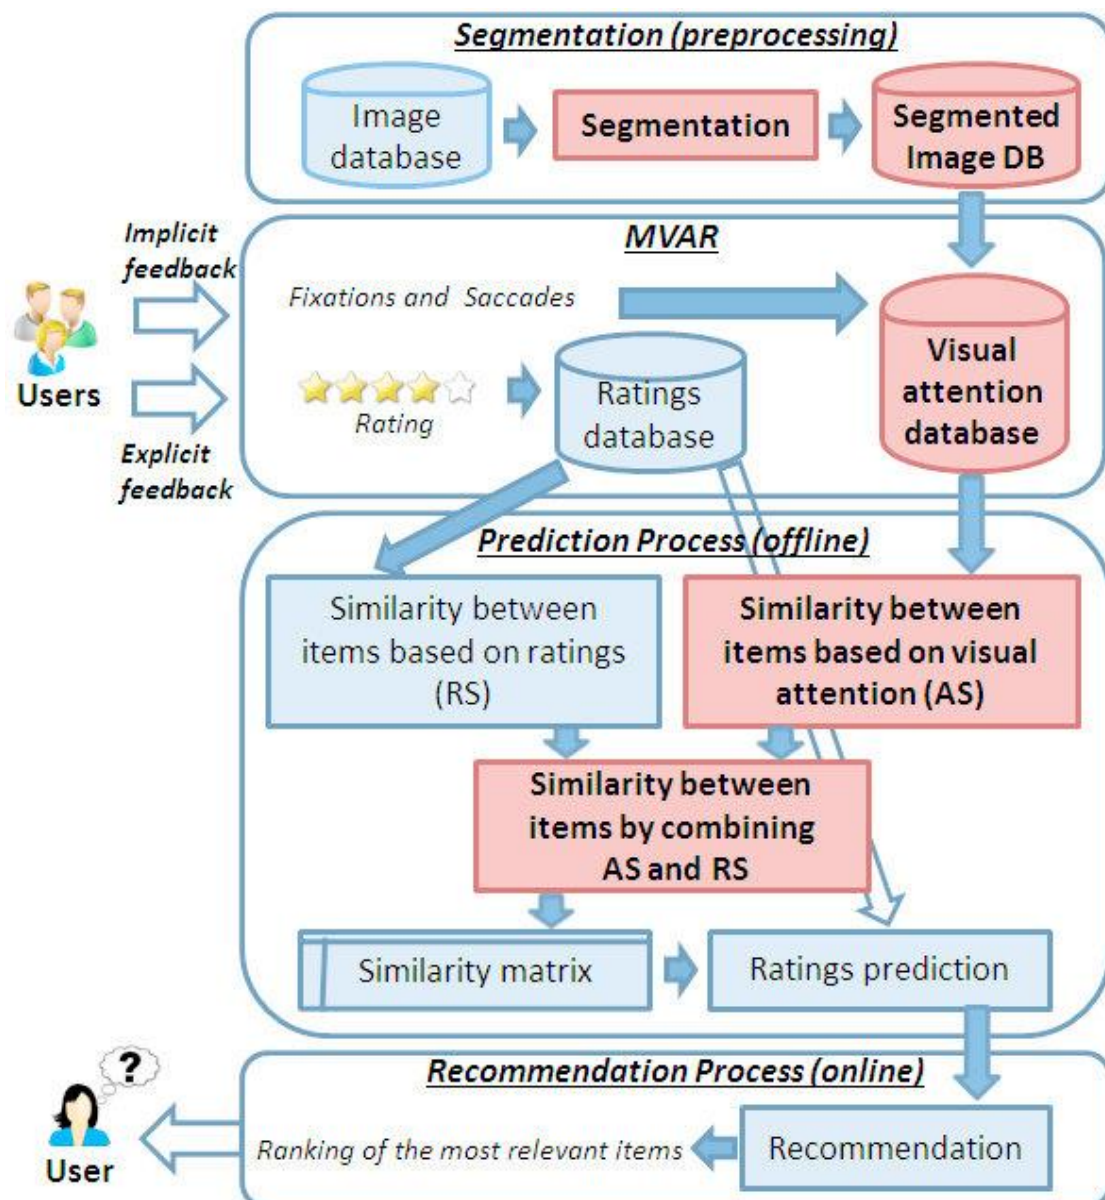 Segmentation (preprocessing)
Image
database
Segmentation
Segmented
Image DB
Implicit
feedback
Users
Explicit
feedback
MVAR
Fixations and Saccades
Rating
Ratings
database
Visual
attention
database
Prediction Process (offline)
Similarity between
items based on ratings
(RS)
Similarity between
items based on visual
attention (AS)
Similarity between
items by combining
AS and RS
Similarity matrix
Ratings prediction
Recommendation Process (online)
?
User
Ranking of the most relevant items
Recommendation